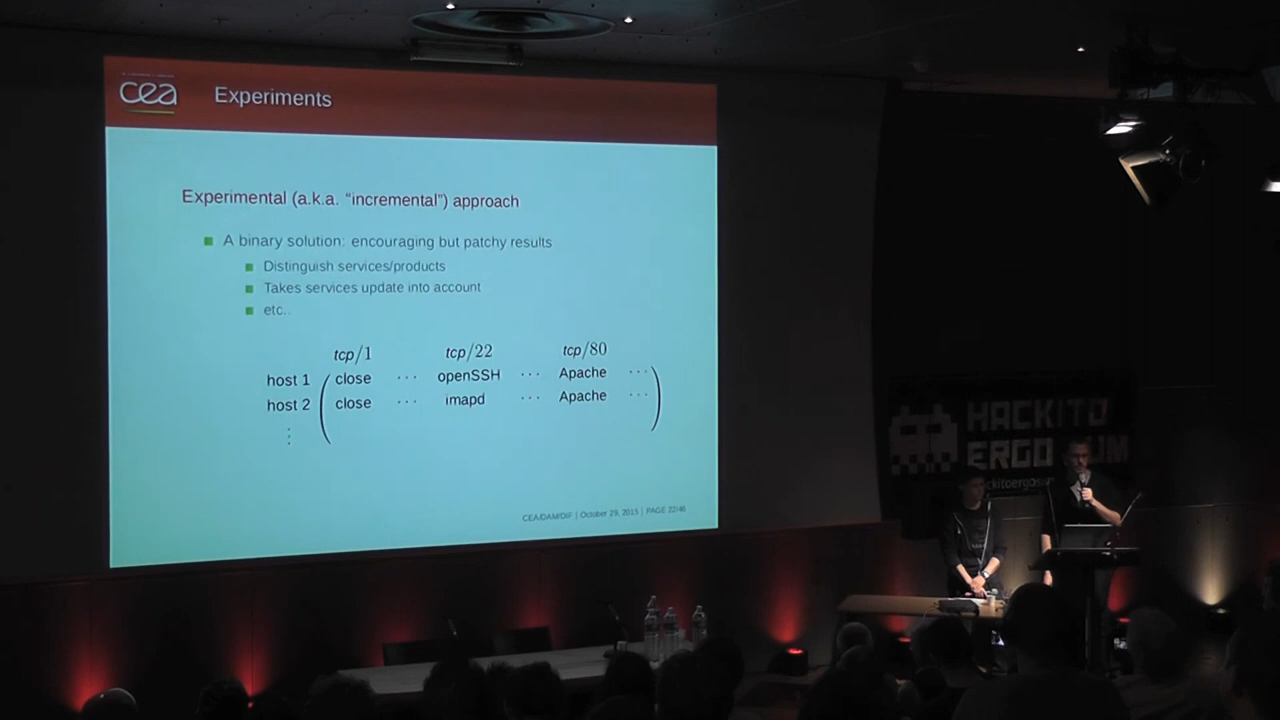 cea
Experiments
Experimental (a.k.a. “incremental”) approach
A binary solution: encouraging but patchy results
Distinguish services/products
Takes services update into account
etc..
tcp/1 tcp/22 tcp/80
host 1 close ··· openSSH ··· Apache ···
host 2 close ··· imapd ··· Apache ···
CEA/DAM/DIF | October 29, 2015 | PAGE 22/46
HACKITO
ERGO UM